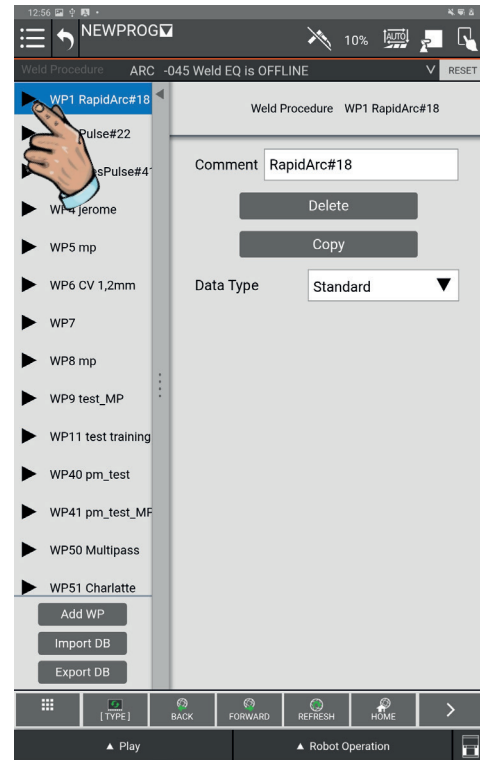 12:56
NEWPROG
10%
AUTO
Weld Procedure ARC -045 Weld EQ is OFFLINE
RESET
WP1 RapidArc#18
Pulse#22
sPulse#4
WP4 jerome
WP5 mp
WP6 CV 1,2mm
WP7
WP8 mp
WP9 test_MP
WP11 test training
WP40 pm_test
WP41 pm_test_MP
WP50 Multipass
WP51 Charlatte
Add WP
Import DB
Export DB
Weld Procedure WP1 RapidArc#18
Comment RapidArc#18
Delete
Copy
Data Type Standard
[ TYPE ] BACK FORWARD REFRESH HOME
Play Robot Operation